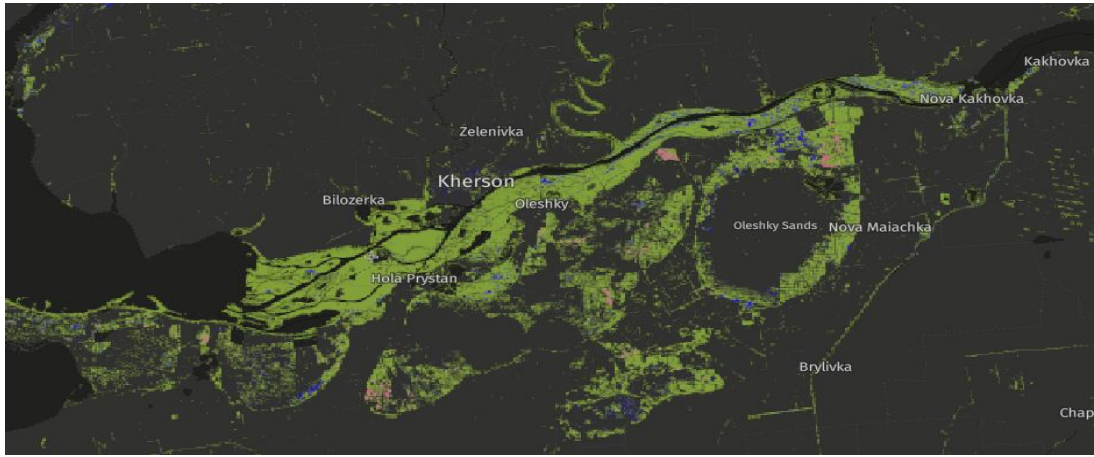 Kakhovka
Nova Kakhovka
Zelenivka
Kherson
Bilozerka
Oleshky
Oleshky Sands
Nova Maiachka
Hola Prystan
Brylivka
Chap